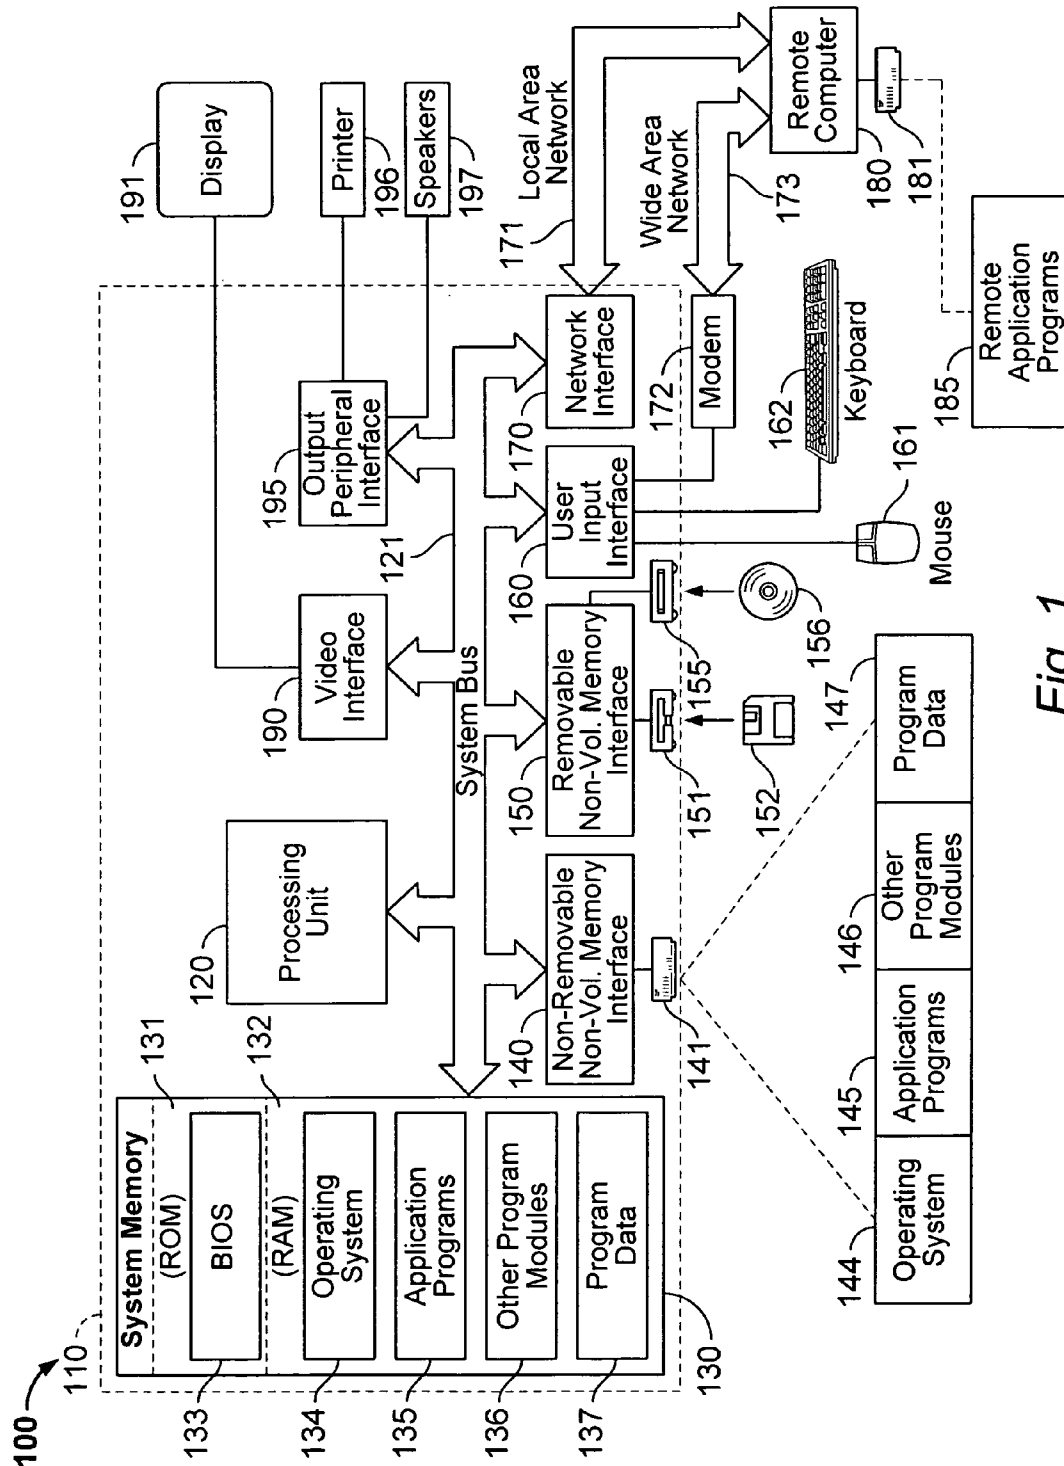 100
110
System Memory
(ROM)
131
BIOS
133
(RAM)
132
Operating
System
134
Application
Programs
135
Other Program
Modules
136
Program
Data
137
130
120
Processing
Unit
190
Video
Interface
191
Display
195
Output
Peripheral
Interface
Printer
196
Speakers
197
121
System Bus
140
Non-Removable
Non-Vol. Memory
Interface
141
150
Removable
Non-Vol. Memory
Interface
151
155
152
156
160
User
Input
Interface
170
Network
Interface
171
Local Area
Network
172
Modem
Wide Area
Network
173
Remote
Computer
180
181
162
Keyboard
161
Mouse
185
Remote
Application
Programs
144
Operating
System
145
Application
Programs
146
Other
Program
Modules
147
Program
Data
Fig. 1